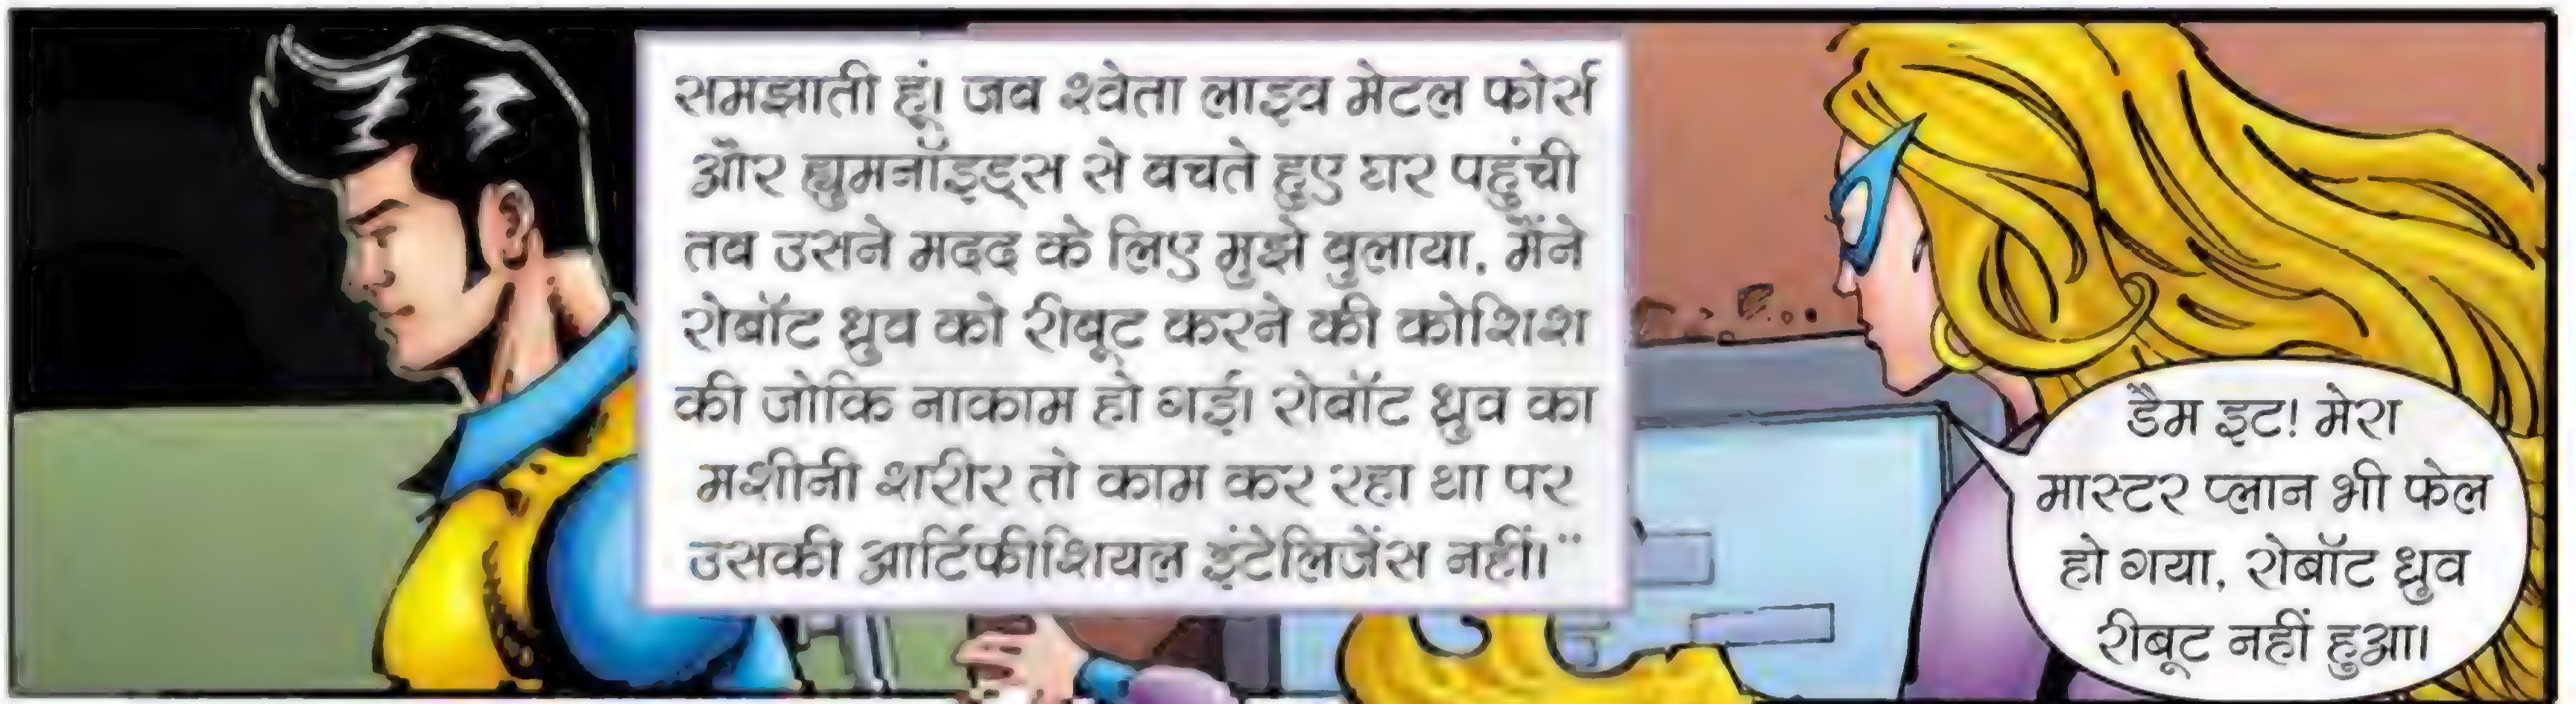 समझाती हूं। जब श्वेता लाइव मेटल फोर्स
और ह्युमनॉइड्स से बचते हुए घर पहुंची
तब उसने मदद के लिए मुझे बुलाया, मैंने
रोबॉट ध्रुव को रीबूट करने की कोशिश
की जोकि नाकाम हो गई। रोबॉट ध्रुव का
मशीनी शरीर तो काम कर रहा था पर
उसकी आर्टिफीशियल इंटेलिजेंस नहीं।"
डैम इट! मेरा
मास्टर प्लान भी फेल
हो गया, रोबॉट ध्रुव
रीबूट नहीं हुआ।